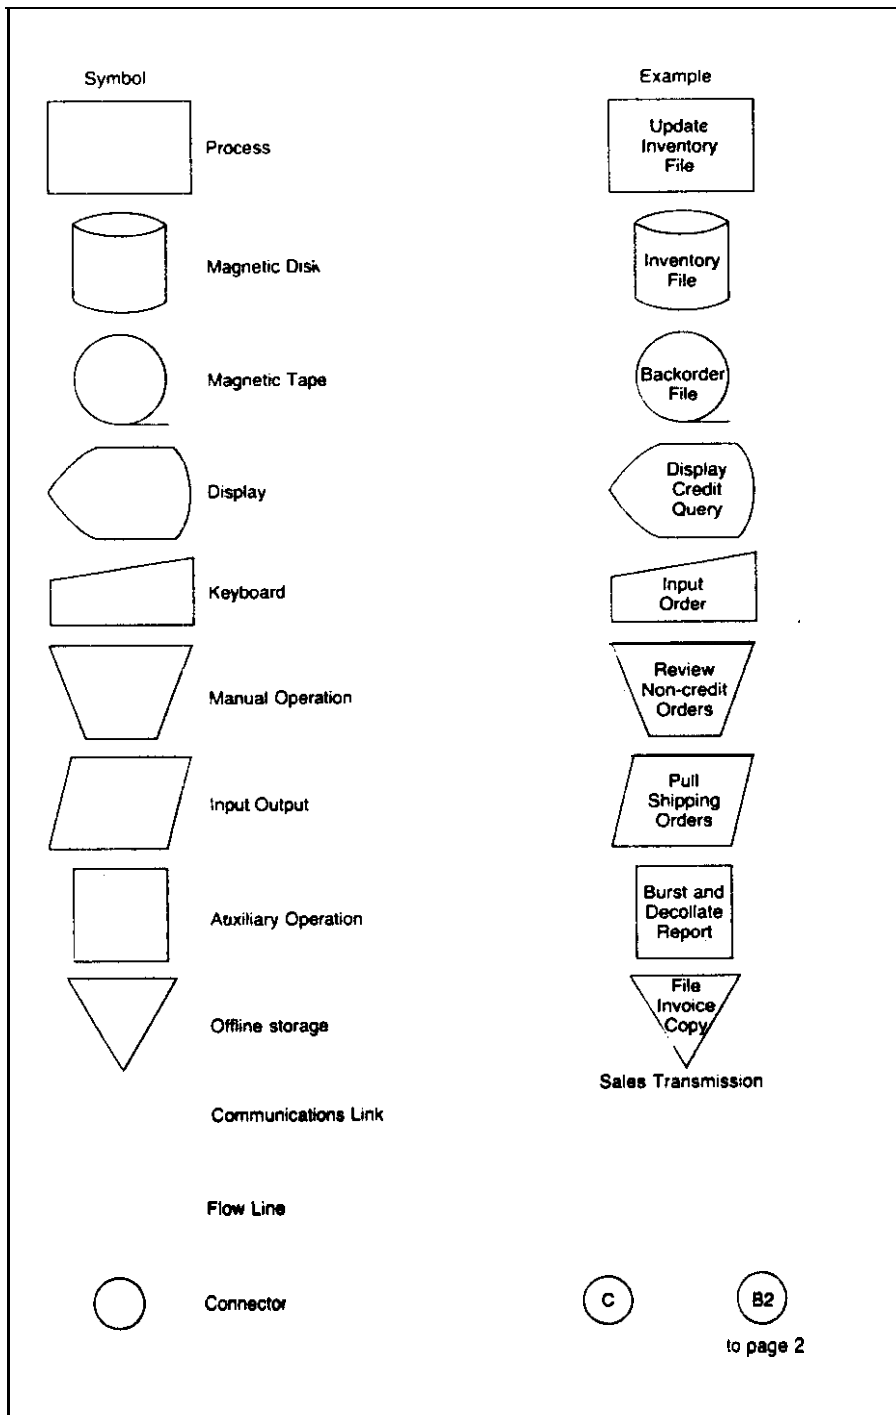 Symbol
Example
Process
Update
Inventory
File
Magnetic Disk
Inventory
File
Magnetic Tape
Backorder
File
Display
Display
Credit
Query
Keyboard
Input
Order
Manual Operation
Review
Non-credit
Orders
Input Output
Pull
Shipping
Orders
Auxiliary Operation
Burst and
Decollate
Report
Offline storage
File
Invoice
Copy
Sales Transmission
Communications Link
Flow Line
Connector
C
B2
to page 2